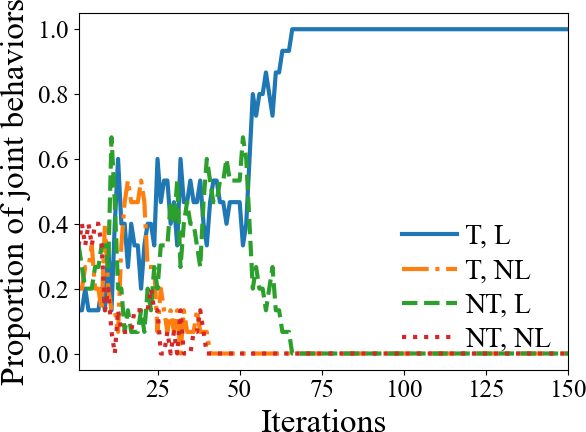 Proportion of joint behaviors
1.0
0.8
0.6
0.4
0.2
0.0
T, L
T, NL
NT, L
NT, NL
25
50
75
100
125
150
Iterations